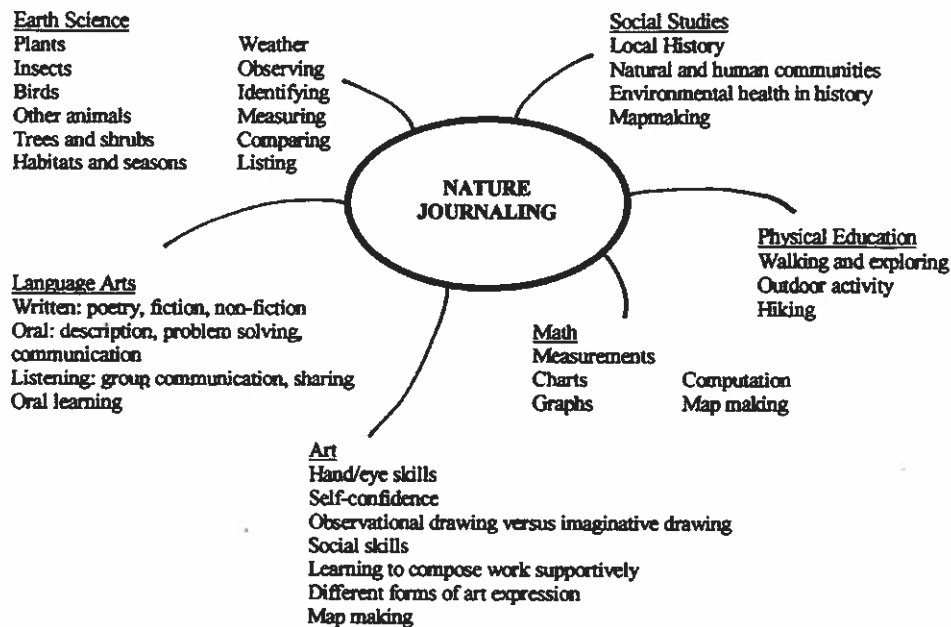 Earth Science
Plants
Insects
Birds
Other animals
Trees and shrubs
Habitats and seasons
Weather
Observing
Identifying
Measuring
Comparing
Listing
Social Studies
Local History
Natural and human communities
Environmental health in history
Mapmaking
NATURE
JOURNALING
Physical Education
Walking and exploring
Outdoor activity
Hiking
Language Arts
Written: poetry, fiction, non-fiction
Oral: description, problem solving,
communication
Listening: group communication, sharing
Oral learning
Math
Measurements
Charts
Graphs
Computation
Map making
Art
Hand/eye skills
Self-confidence
Observational drawing versus imaginative drawing
Social skills
Learning to compose work supportively
Different forms of art expression
Map making